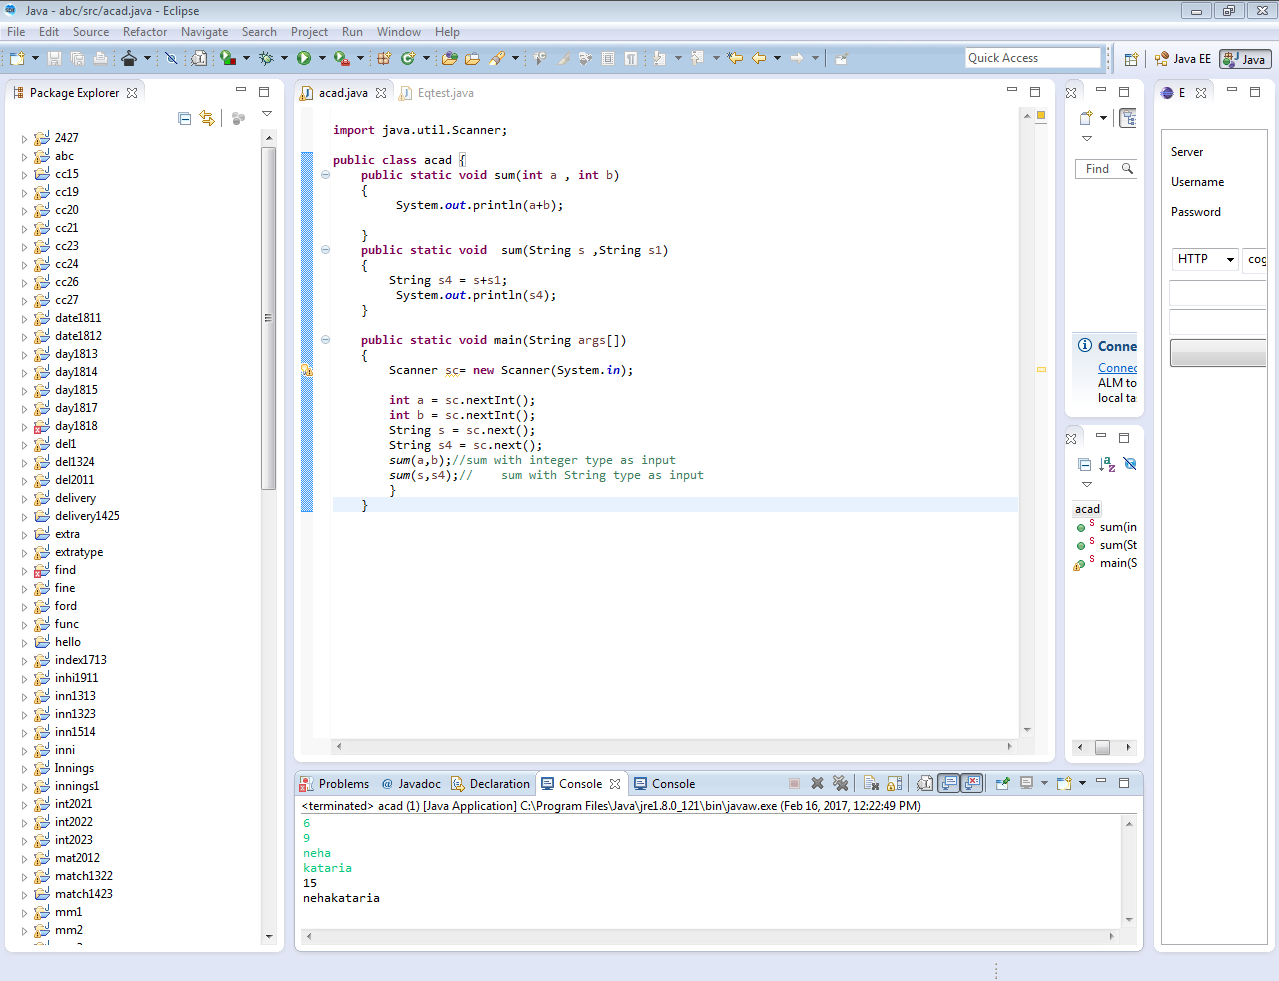 Java - abc/src/acad.java - Eclipse
File Edit Source Refactor Navigate Search Project Run Window Help
Quick Access
Java EE
Java
Package Explorer
2427
abc
cc15
cc19
cc20
cc21
cc23
cc24
cc26
cc27
date1811
date1812
day1813
day1814
day1815
day1817
day1818
del1
del1324
del2011
delivery
delivery1425
extra
extratype
find
fine
ford
func
hello
index1713
inhi1911
inn1313
inn1323
inn1514
inni
Innings
innings1
int2021
int2022
int2023
mat2012
match1322
match1423
mm1
mm2
acad.java
Eqtest.java
import java.util.Scanner;
public class acad {
public static void sum(int a , int b)
{
System.out.println(a+b);
}
public static void  sum(String s ,String s1)
{
String s4 = s+s1;
System.out.println(s4);
}
public static void main(String args[])
{
Scanner sc= new Scanner(System.in);
int a = sc.nextInt();
int b = sc.nextInt();
String s = sc.next();
String s4 = sc.next();
sum(a,b);//sum with integer type as input
sum(s,s4);//    sum with String type as input
}
}
Find
Conne
Connec
ALM to
local ta
acad
sum(in
sum(St
main(S
E
Server
Username
Password
HTTP
cog
Problems @ Javadoc Declaration Console Console
<terminated> acad (1) [Java Application] C:\Program Files\Java\jre1.8.0_121\bin\javaw.exe (Feb 16, 2017, 12:22:49 PM)
6
9
neha
kataria
15
nehakataria